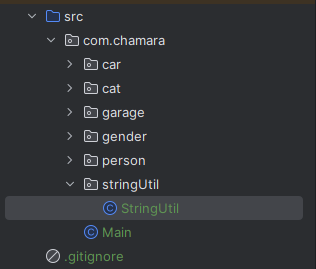 src
com.chamara
car
cat
garage
gender
person
stringUtil
StringUtil
Main
.gitignore